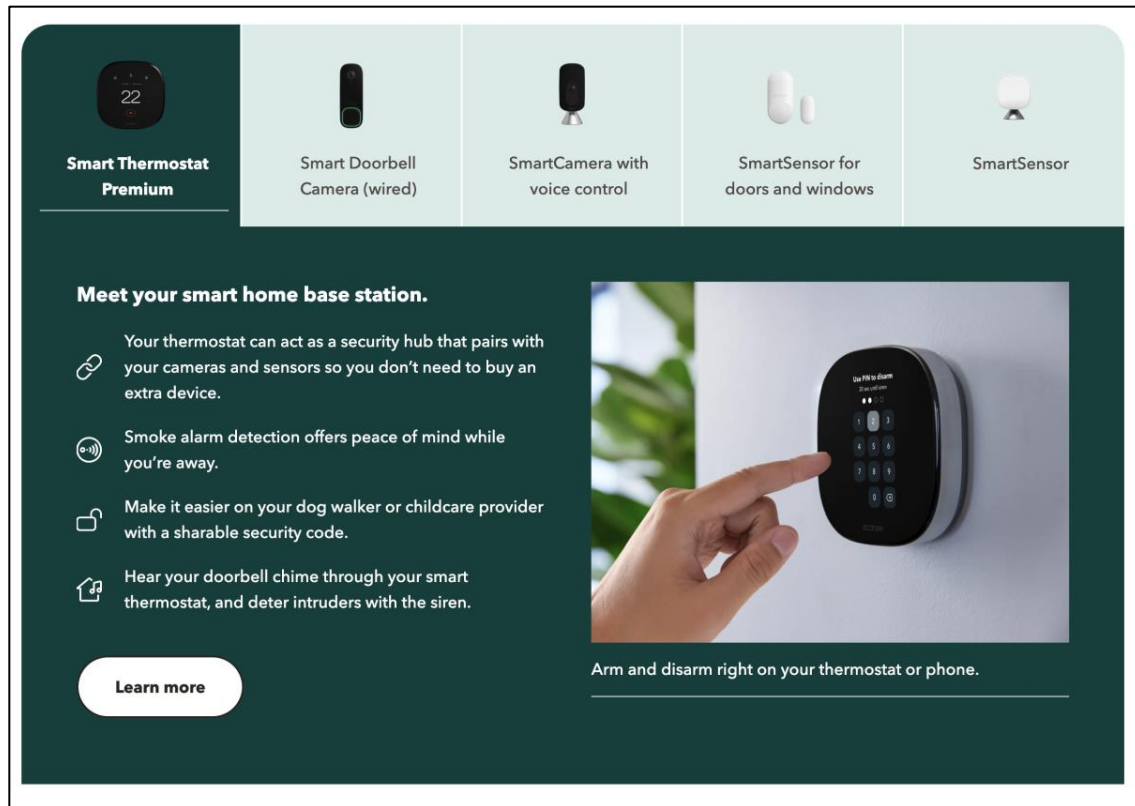 22
Smart Thermostat
Premium
Smart Doorbell
Camera (wired)
SmartCamera with
voice control
SmartSensor for
doors and windows
SmartSensor
Meet your smart home base station.
Your thermostat can act as a security hub that pairs with
your cameras and sensors so you don’t need to buy an
extra device.
Smoke alarm detection offers peace of mind while
you’re away.
Make it easier on your dog walker or childcare provider
with a sharable security code.
Hear your doorbell chime through your smart
thermostat, and deter intruders with the siren.
Learn more
Use PIN to disarm
1 2 3
4 5 6
7 8 9
0
ecobee
Arm and disarm right on your thermostat or phone.